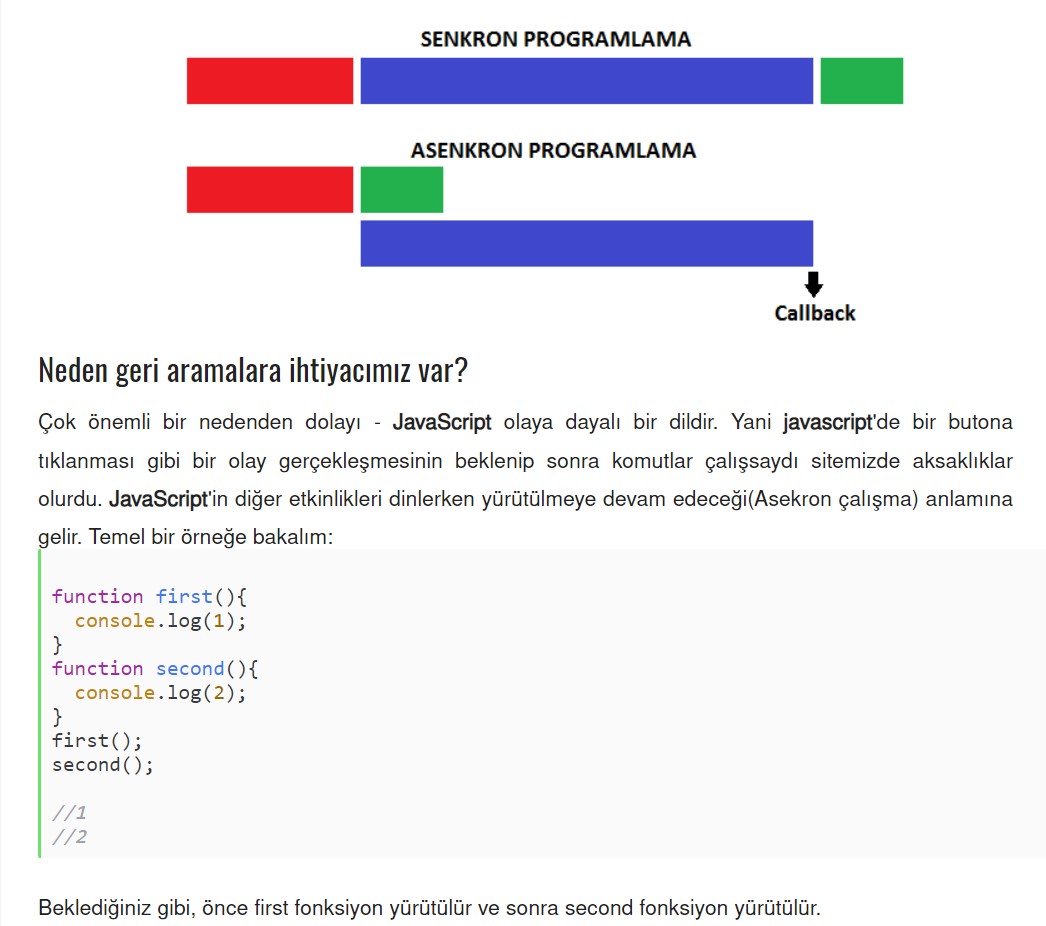 SENKRON PROGRAMLAMA
ASENKRON PROGRAMLAMA
Callback
Neden geri aramalara ihtiyacımız var?
Çok önemli bir nedenden dolayı - JavaScript olaya dayalı bir dildir. Yani javascript'de bir butona
tıklanması gibi bir olay gerçekleşmesinin beklenip sonra komutlar çalışsaydı sitemizde aksaklıklar
olurdu. JavaScript'in diğer etkinlikleri dinlerken yürütülmeye devam edeceği(Asekron çalışma) anlamına
gelir. Temel bir örneğe bakalım:
function first(){
  console.log(1);
}
function second(){
  console.log(2);
}
first();
second();
//1
//2
Beklediğiniz gibi, önce first fonksiyon yürütülür ve sonra second fonksiyon yürütülür.